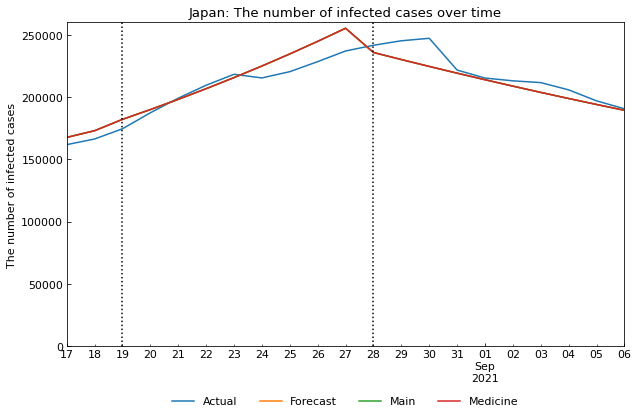 Japan: The number of infected cases over time
The number of infected cases
250000
200000
150000
100000
50000
0
17 18 19 20 21 22 23 24 25 26 27 28 29 30 31 01 02 03 04 05 06
Sep
2021
Actual Forecast Main Medicine